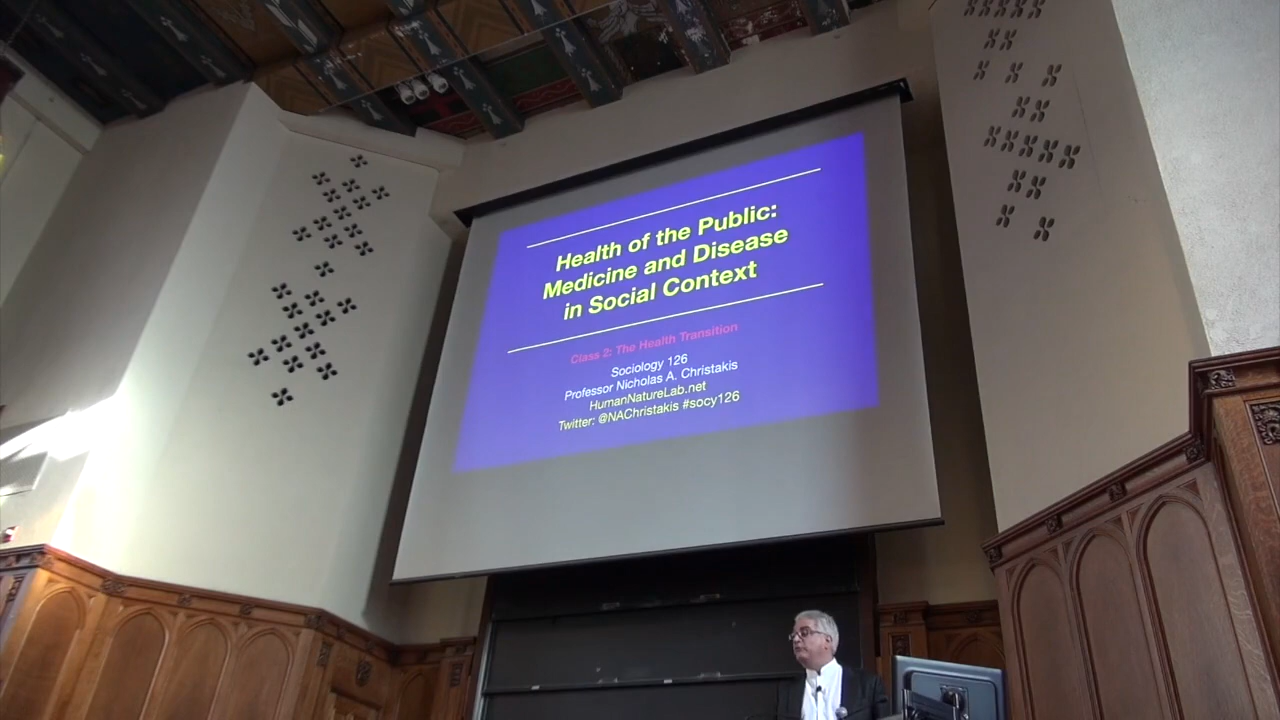 Health of the Public:
Medicine and Disease
in Social Context
Class 2: The Health Transition
Sociology 126
Professor Nicholas A. Christakis
HumanNatureLab.net
Twitter: @NAChristakis #socy126